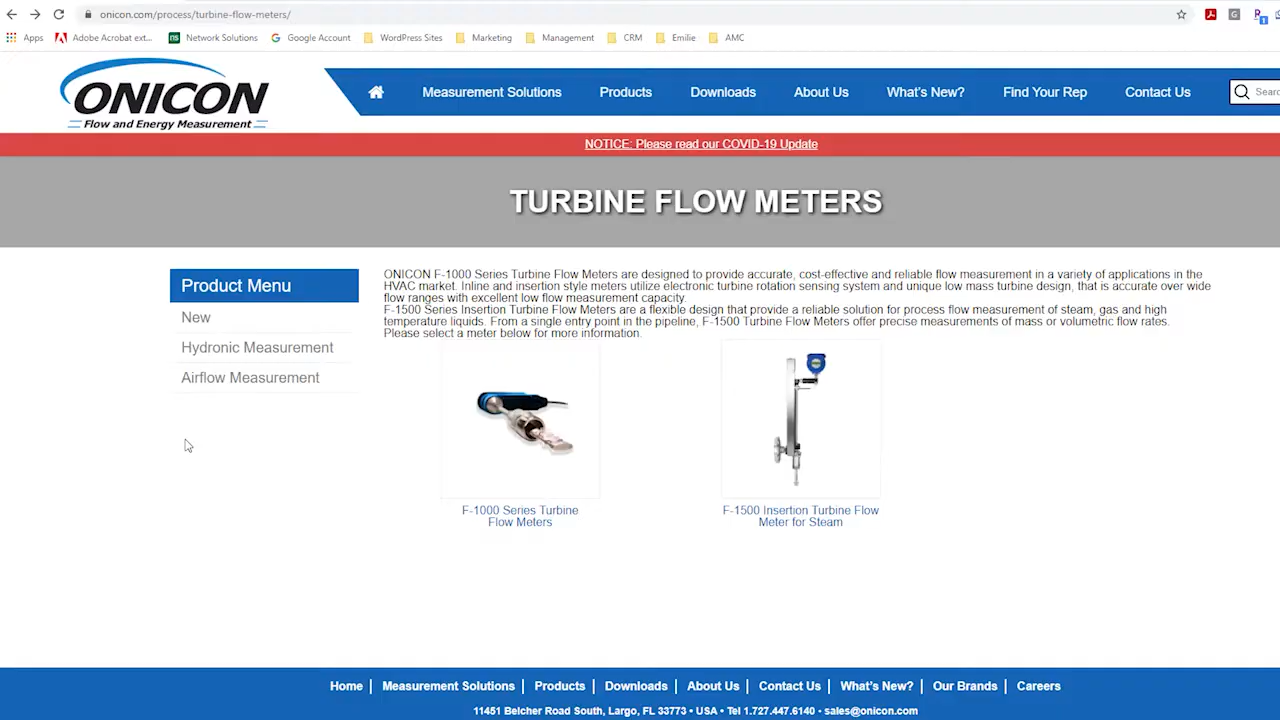 onicon.com/process/turbine-flow-meters/
Apps Adobe Acrobat ext... Network Solutions Google Account WordPress Sites Marketing Management CRM Emilie AMC
ONICON
Flow and Energy Measurement
Measurement Solutions Products Downloads About Us What's New? Find Your Rep Contact Us Searc
NOTICE: Please read our COVID-19 Update
TURBINE FLOW METERS
Product Menu
New
Hydronic Measurement
Airflow Measurement
ONICON F-1000 Series Turbine Flow Meters are designed to provide accurate, cost-effective and reliable flow measurement in a variety of applications in the
HVAC market. Inline and insertion style meters utilize electronic turbine rotation sensing system and unique low mass turbine design, that is accurate over wide
flow ranges with excellent low flow measurement capacity.
F-1500 Series Insertion Turbine Flow Meters are a flexible design that provide a reliable solution for process flow measurement of steam, gas and high
temperature liquids. From a single entry point in the pipeline, F-1500 Turbine Flow Meters offer precise measurements of mass or volumetric flow rates.
Please select a meter below for more information.
F-1000 Series Turbine
Flow Meters
F-1500 Insertion Turbine Flow
Meter for Steam
Home | Measurement Solutions | Products | Downloads | About Us | Contact Us | What's New? | Our Brands | Careers
11451 Belcher Road South, Largo, FL 33773 • USA • Tel 1.727.447.6140 • sales@onicon.com